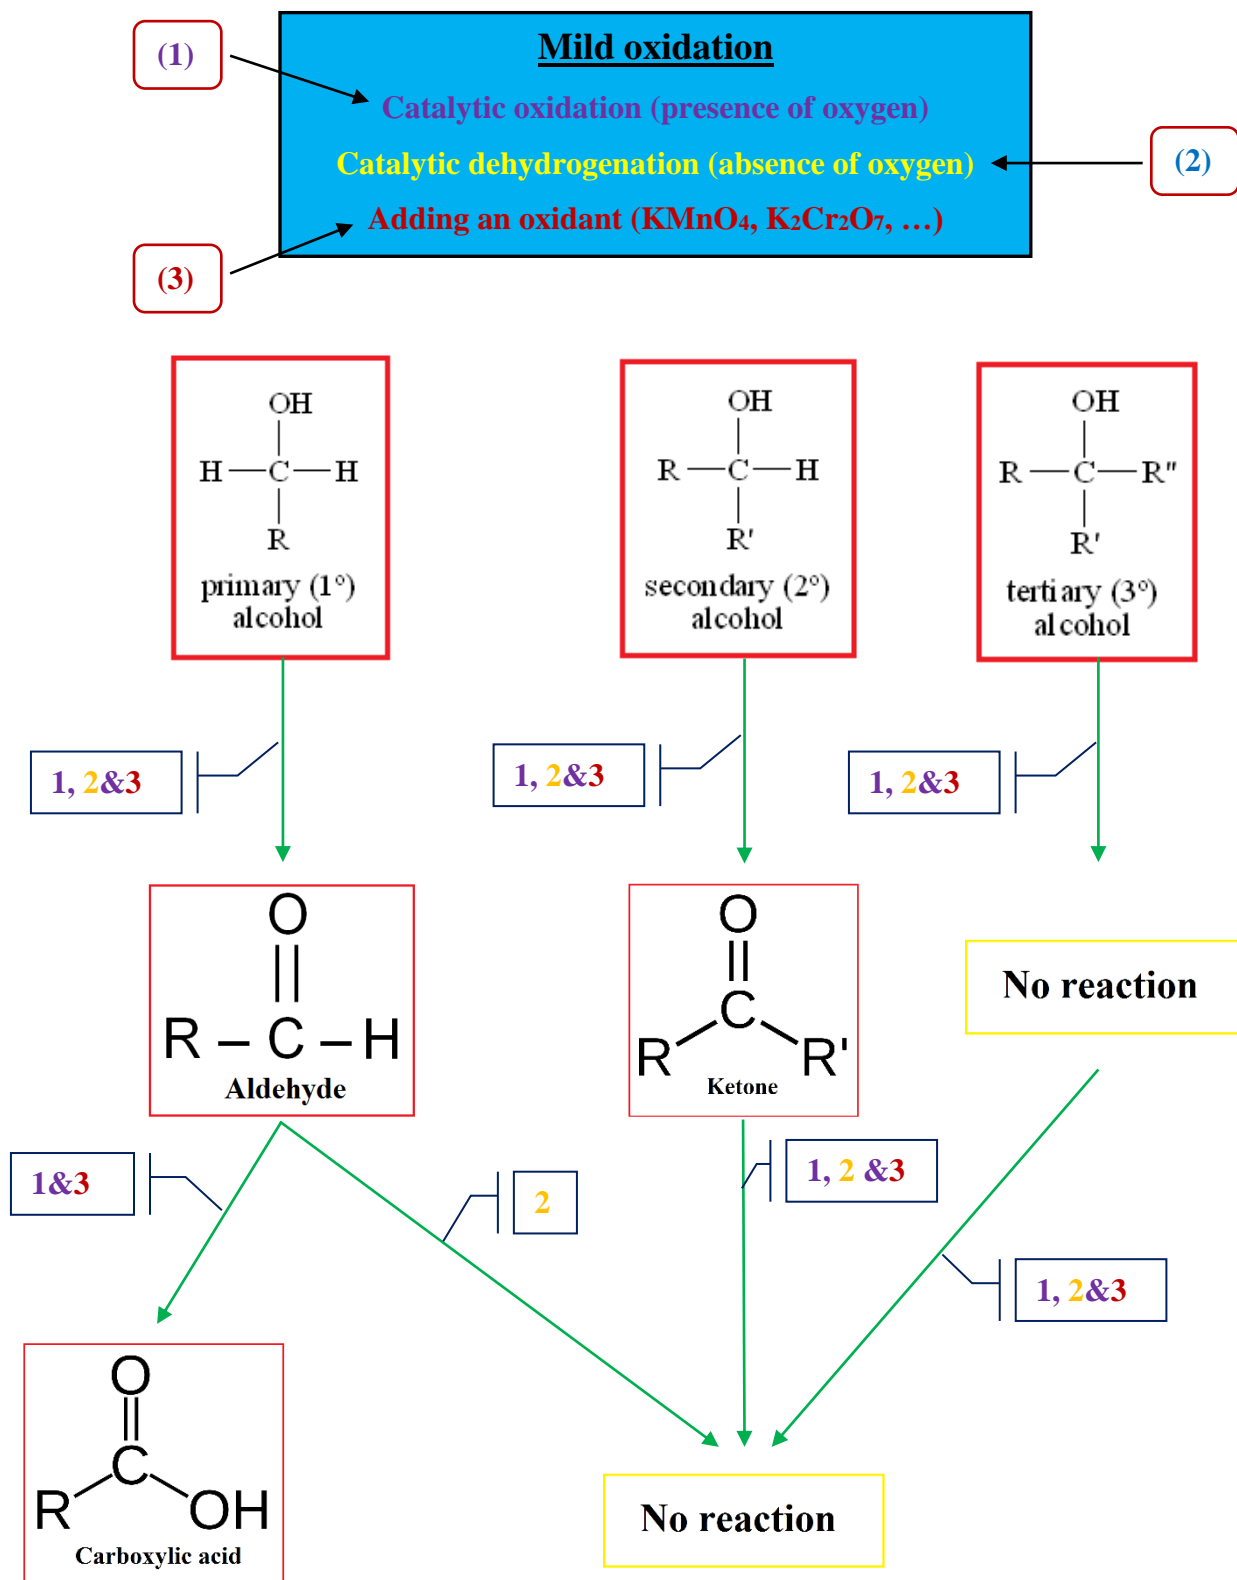 Mild oxidation
(1)
Catalytic oxidation (presence of oxygen)
Catalytic dehydrogenation (absence of oxygen)
(2)
Adding an oxidant (KMnO₄, K₂Cr₂O₇, …)
(3)
OH
H—C—H
R
primary (1°)
alcohol
OH
R—C—H
R'
secondary (2°)
alcohol
OH
R—C—R"
R'
tertiary (3°)
alcohol
1, 2&3
1, 2&3
1, 2&3
O
R–C–H
Aldehyde
O
C
R R'
Ketone
No reaction
1&3
2
1, 2 &3
1, 2&3
O
C
R OH
Carboxylic acid
No reaction